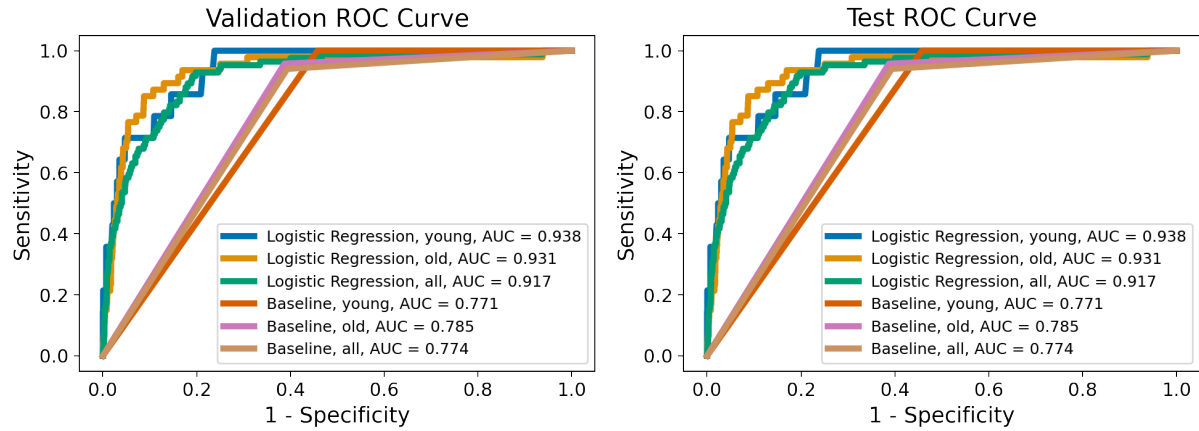 Validation ROC Curve
Sensitivity
1.0
0.8
0.6
0.4
0.2
0.0
Logistic Regression, young, AUC = 0.938
Logistic Regression, old, AUC = 0.931
Logistic Regression, all, AUC = 0.917
Baseline, young, AUC = 0.771
Baseline, old, AUC = 0.785
Baseline, all, AUC = 0.774
0.0 0.2 0.4 0.6 0.8 1.0
1 - Specificity
Test ROC Curve
Sensitivity
1.0
0.8
0.6
0.4
0.2
0.0
Logistic Regression, young, AUC = 0.938
Logistic Regression, old, AUC = 0.931
Logistic Regression, all, AUC = 0.917
Baseline, young, AUC = 0.771
Baseline, old, AUC = 0.785
Baseline, all, AUC = 0.774
0.0 0.2 0.4 0.6 0.8 1.0
1 - Specificity